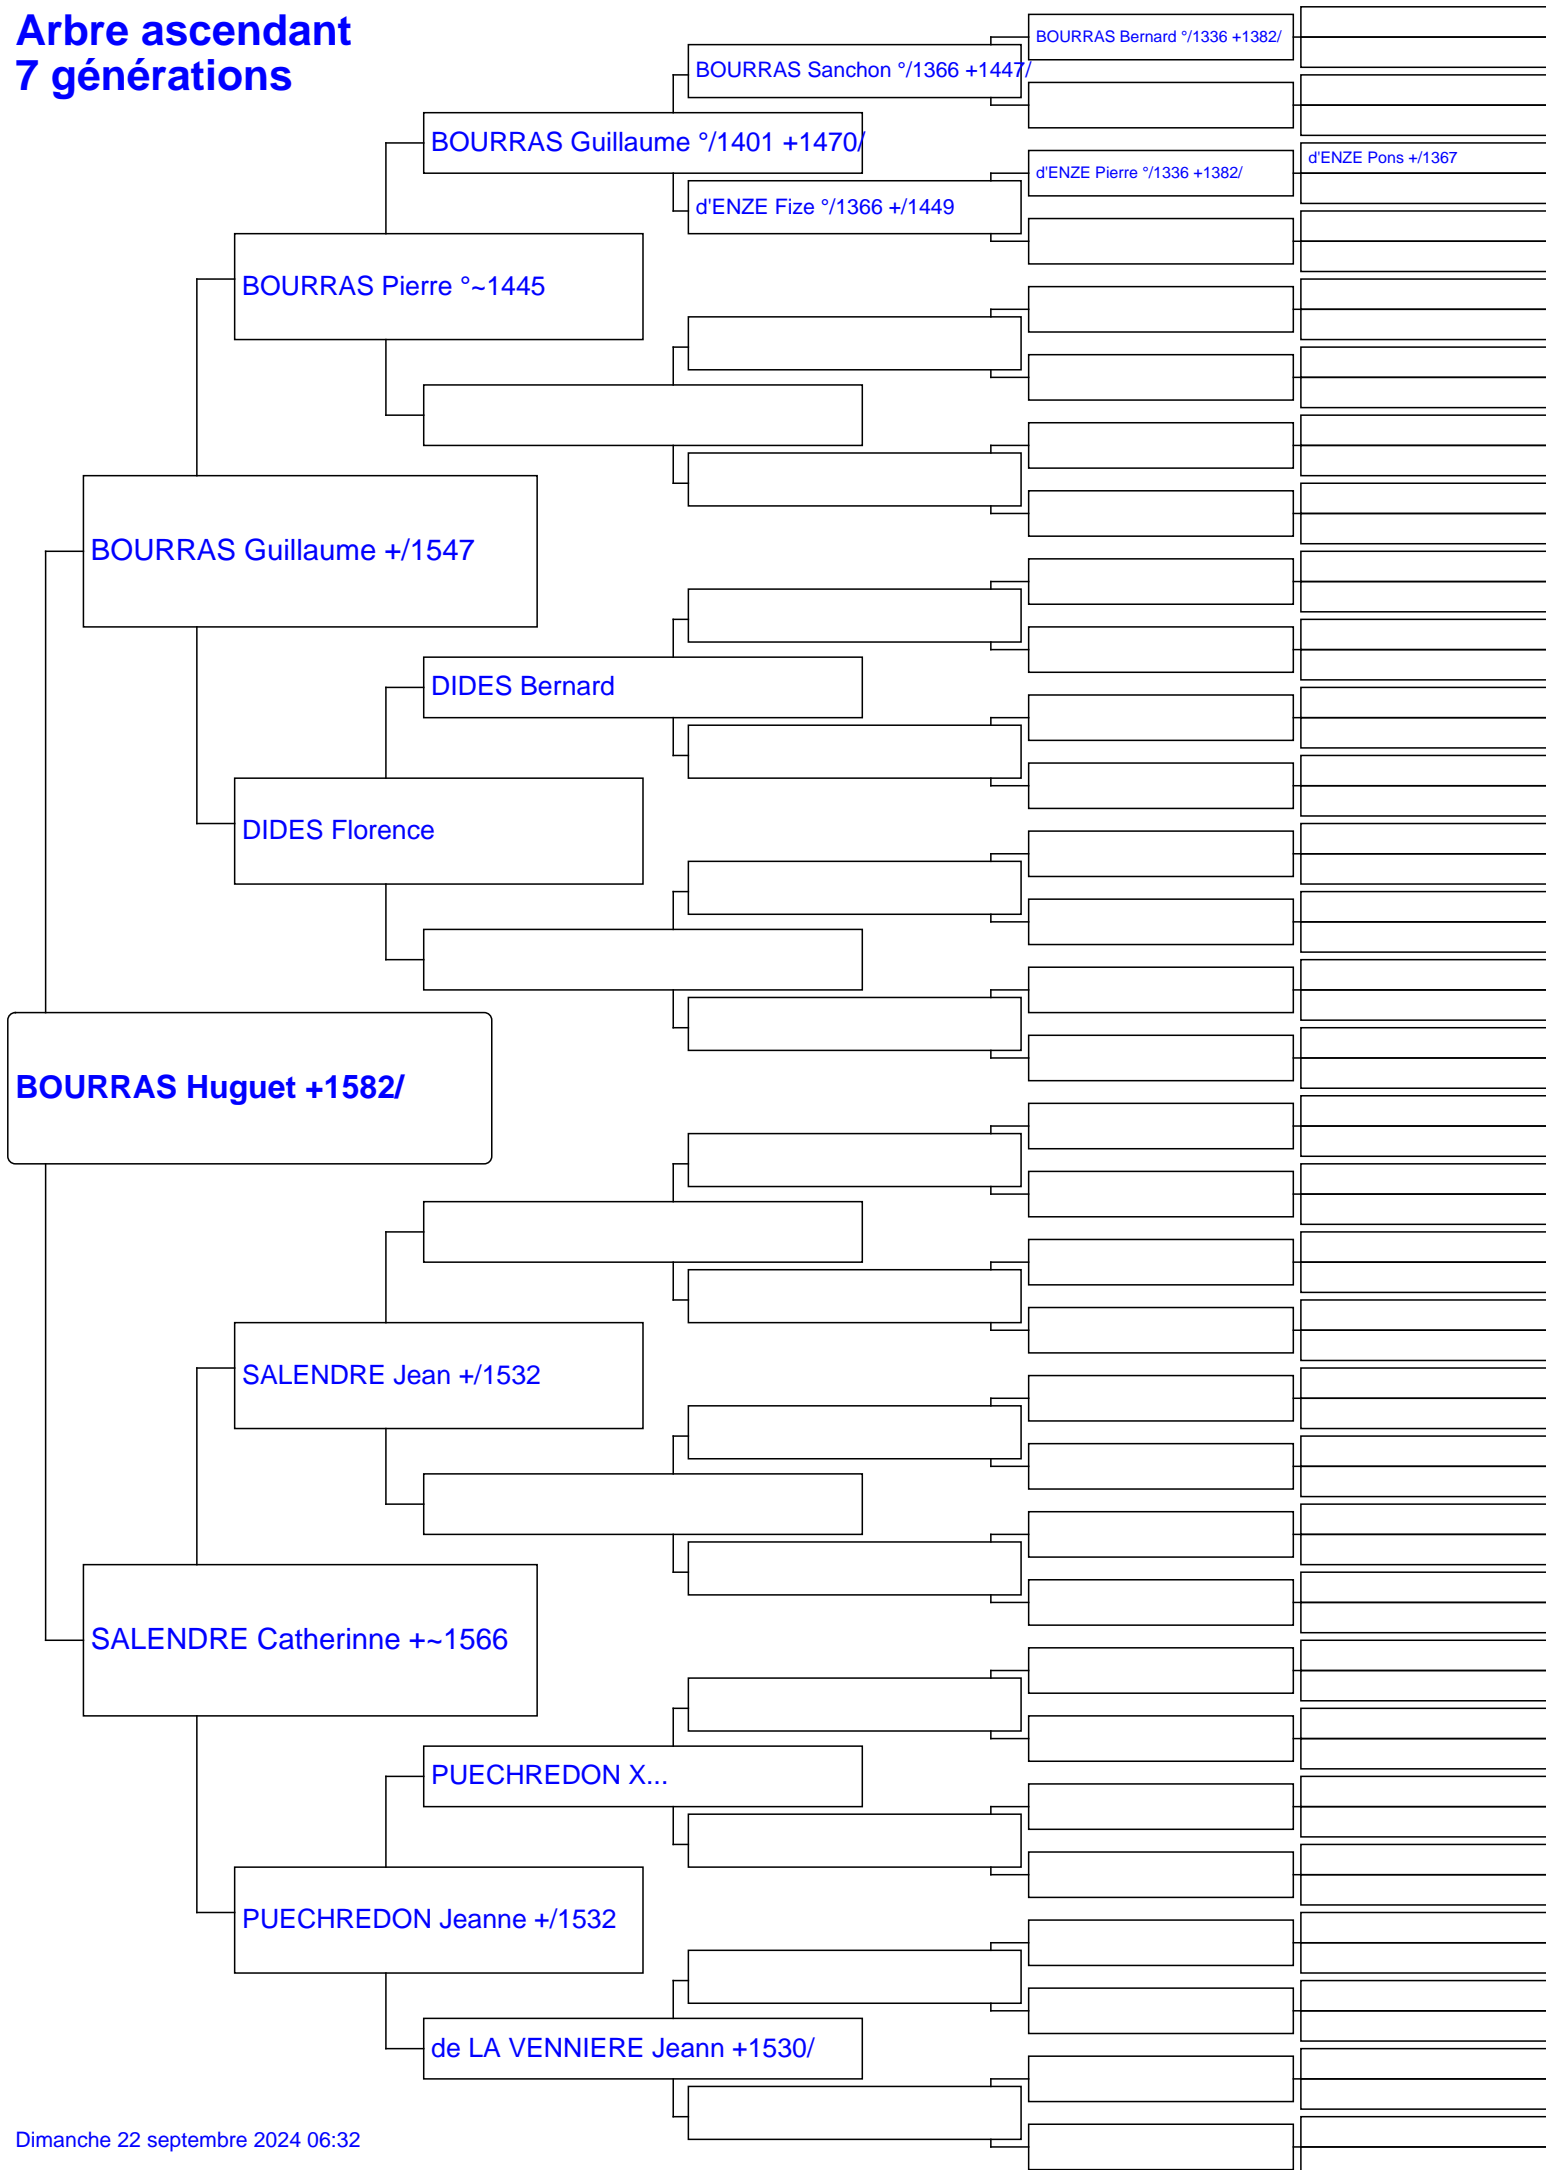 Arbre ascendant
7 générations
BOURRAS Bernard °/1336 +1382/
BOURRAS Sanchon °/1366 +1447/
BOURRAS Guillaume °/1401 +1470/
d'ENZE Pons +/1367
d'ENZE Pierre °/1336 +1382/
d'ENZE Fize °/1366 +/1449
BOURRAS Pierre °~1445
BOURRAS Guillaume +/1547
DIDES Bernard
DIDES Florence
BOURRAS Huguet +1582/
SALENDRE Jean +/1532
SALENDRE Catherinne +~1566
PUECHREDON X...
PUECHREDON Jeanne +/1532
de LA VENNIERE Jeann +1530/
Dimanche 22 septembre 2024 06:32